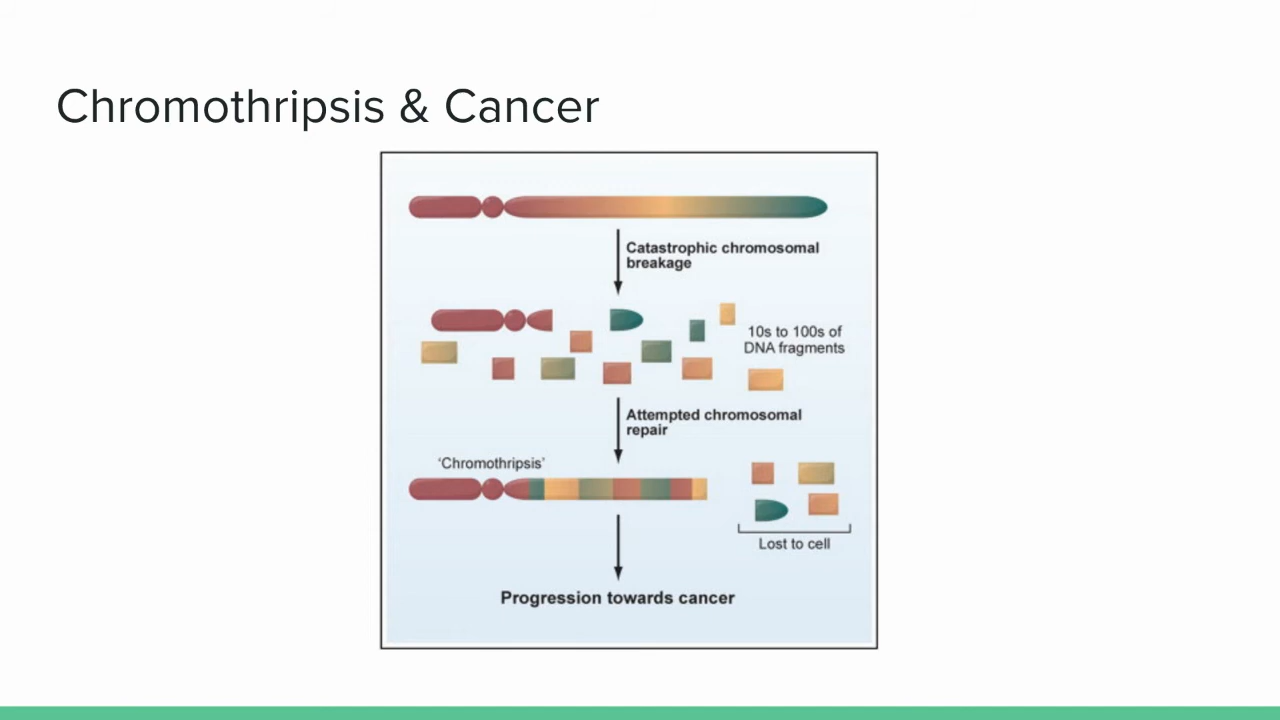 Chromothripsis & Cancer
Catastrophic chromosomal
breakage
10s to 100s of
DNA fragments
Attempted chromosomal
repair
‘Chromothripsis’
Lost to cell
Progression towards cancer